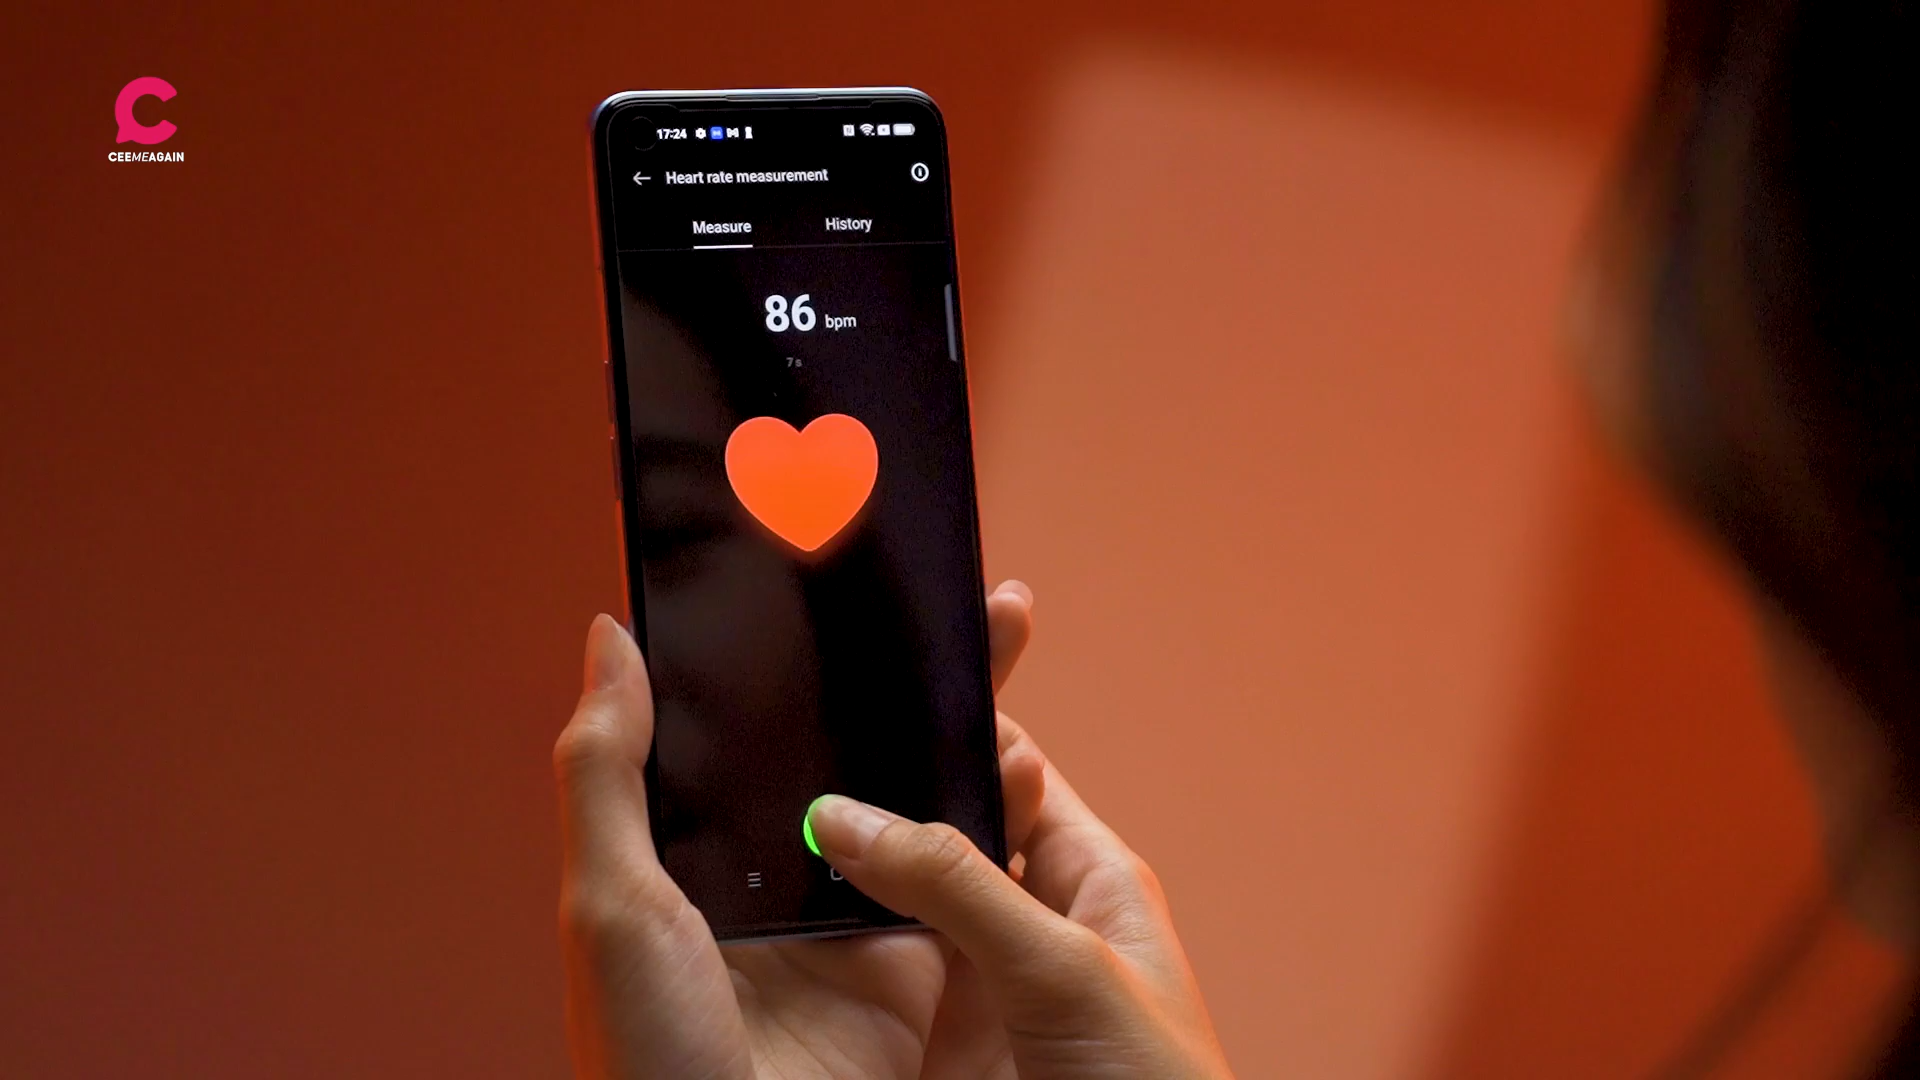 CEEMEAGAIN
17:24
Heart rate measurement
Measure
History
86 bpm
7s